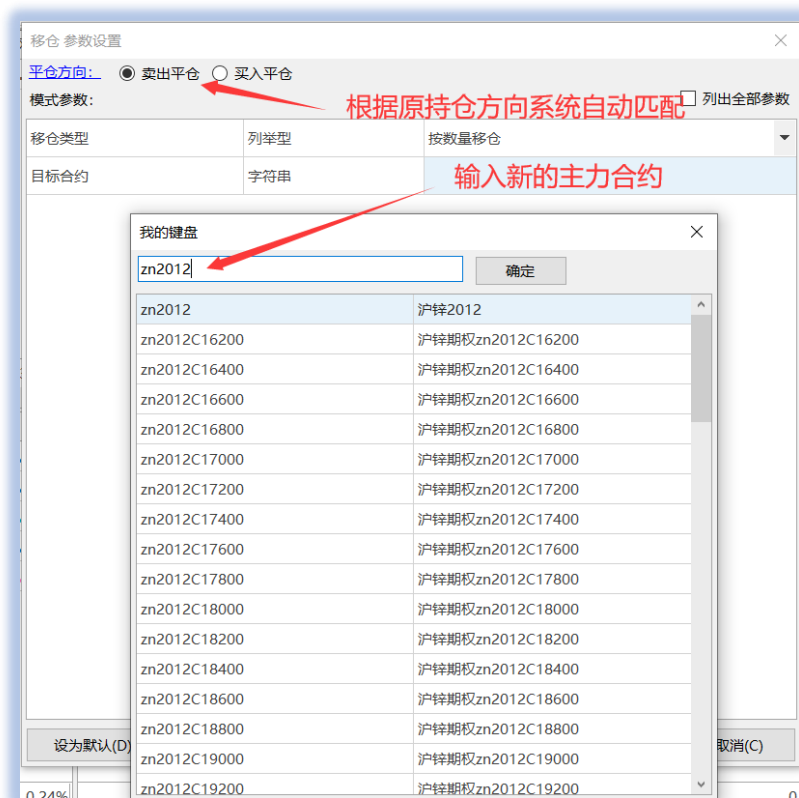 移仓 参数设置
平仓方向： 卖出平仓 买入平仓
模式参数：
根据原持仓方向系统自动匹配
列出全部参数
移仓类型 列举型 按数量移仓
目标合约 字符串
输入新的主力合约
我的键盘
zn2012 确定
zn2012 沪锌2012
zn2012C16200 沪锌期权zn2012C16200
zn2012C16400 沪锌期权zn2012C16400
zn2012C16600 沪锌期权zn2012C16600
zn2012C16800 沪锌期权zn2012C16800
zn2012C17000 沪锌期权zn2012C17000
zn2012C17200 沪锌期权zn2012C17200
zn2012C17400 沪锌期权zn2012C17400
zn2012C17600 沪锌期权zn2012C17600
zn2012C17800 沪锌期权zn2012C17800
zn2012C18000 沪锌期权zn2012C18000
zn2012C18200 沪锌期权zn2012C18200
zn2012C18400 沪锌期权zn2012C18400
zn2012C18600 沪锌期权zn2012C18600
zn2012C18800 沪锌期权zn2012C18800
zn2012C19000 沪锌期权zn2012C19000
zn2012C19200 沪锌期权zn2012C19200
设为默认(D) 取消(C)
0.24%